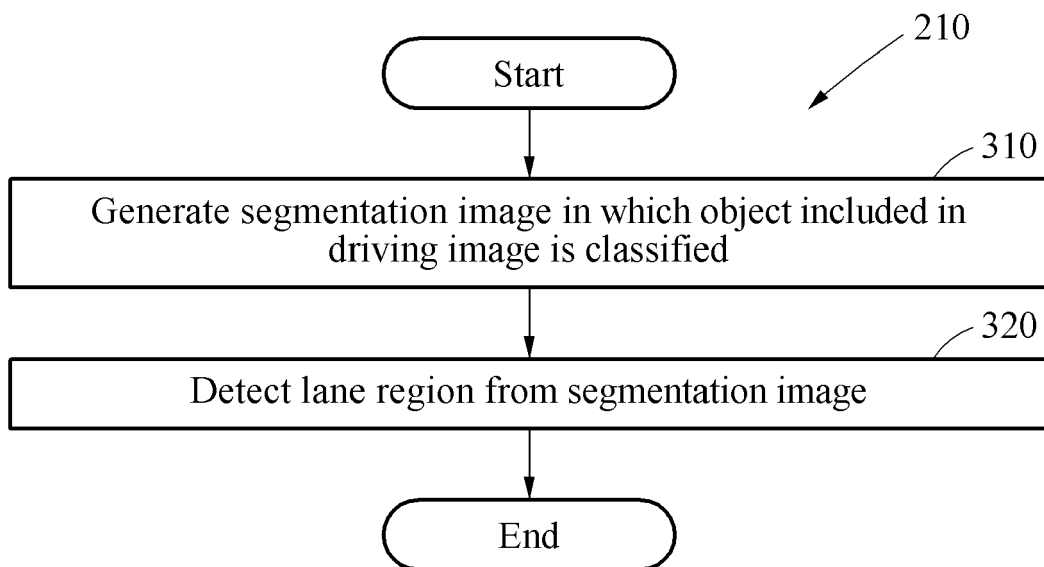 210
Start
310
Generate segmentation image in which object included in
driving image is classified
320
Detect lane region from segmentation image
End